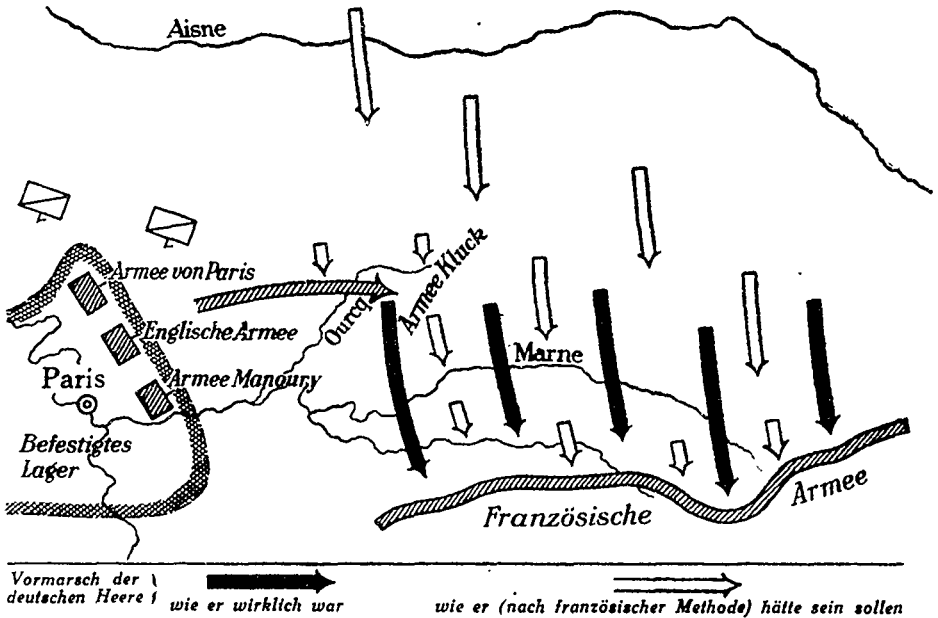 Aisne
Armee von Paris
Englische Armee
Paris
Armee Manoury
Befestigtes
Lager
Ourcq
Armee Kluck
Marne
Französische
Armee
Vormarsch der
deutschen Heere
wie er wirklich war
wie er (nach französischer Methode) hätte sein sollen